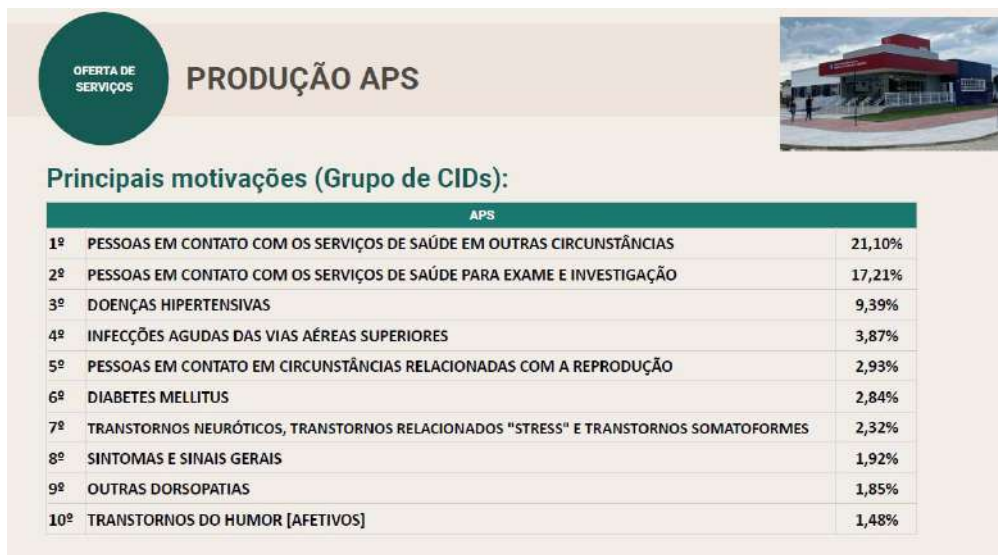 OFERTA DE
SERVIÇOS
PRODUÇÃO APS
Principais motivações (Grupo de CIDs):
APS
1º PESSOAS EM CONTATO COM OS SERVIÇOS DE SAÚDE EM OUTRAS CIRCUNSTÂNCIAS 21,10%
2º PESSOAS EM CONTATO COM OS SERVIÇOS DE SAÚDE PARA EXAME E INVESTIGAÇÃO 17,21%
3º DOENÇAS HIPERTENSIVAS 9,39%
4º INFECÇÕES AGUDAS DAS VIAS AÉREAS SUPERIORES 3,87%
5º PESSOAS EM CONTATO EM CIRCUNSTÂNCIAS RELACIONADAS COM A REPRODUÇÃO 2,93%
6º DIABETES MELLITUS 2,84%
7º TRANSTORNOS NEURÓTICOS, TRANSTORNOS RELACIONADOS "STRESS" E TRANSTORNOS SOMATOFORMES 2,32%
8º SINTOMAS E SINAIS GERAIS 1,92%
9º OUTRAS DORSOPATIAS 1,85%
10º TRANSTORNOS DO HUMOR [AFETIVOS] 1,48%